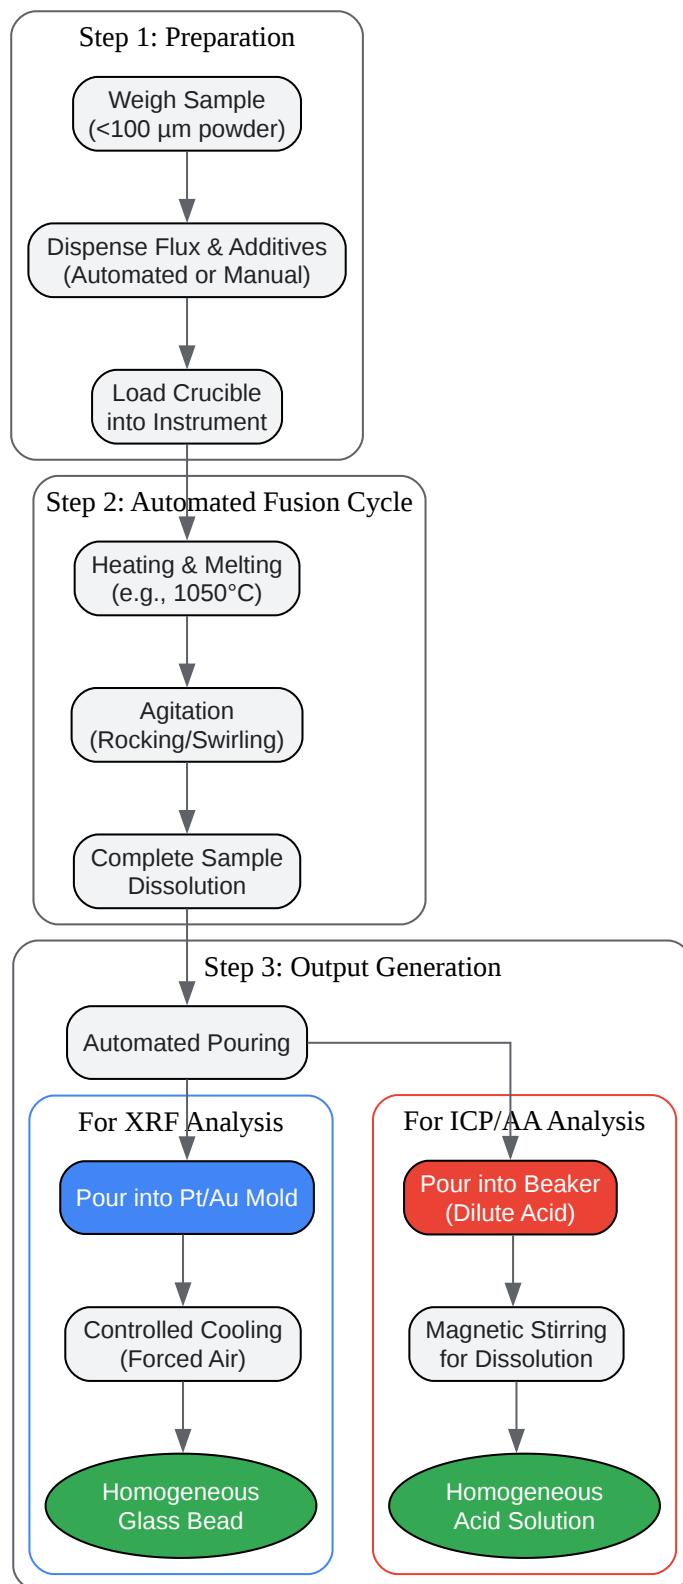 Step 1: Preparation
Weigh Sample
(<100 µm powder)
Dispense Flux & Additives
(Automated or Manual)
Load Crucible
into Instrument
Step 2: Automated Fusion Cycle
Heating & Melting
(e.g., 1050°C)
Agitation
(Rocking/Swirling)
Complete Sample
Dissolution
Step 3: Output Generation
Automated Pouring
For XRF Analysis
Pour into Pt/Au Mold
Controlled Cooling
(Forced Air)
Homogeneous
Glass Bead
For ICP/AA Analysis
Pour into Beaker
(Dilute Acid)
Magnetic Stirring
for Dissolution
Homogeneous
Acid Solution